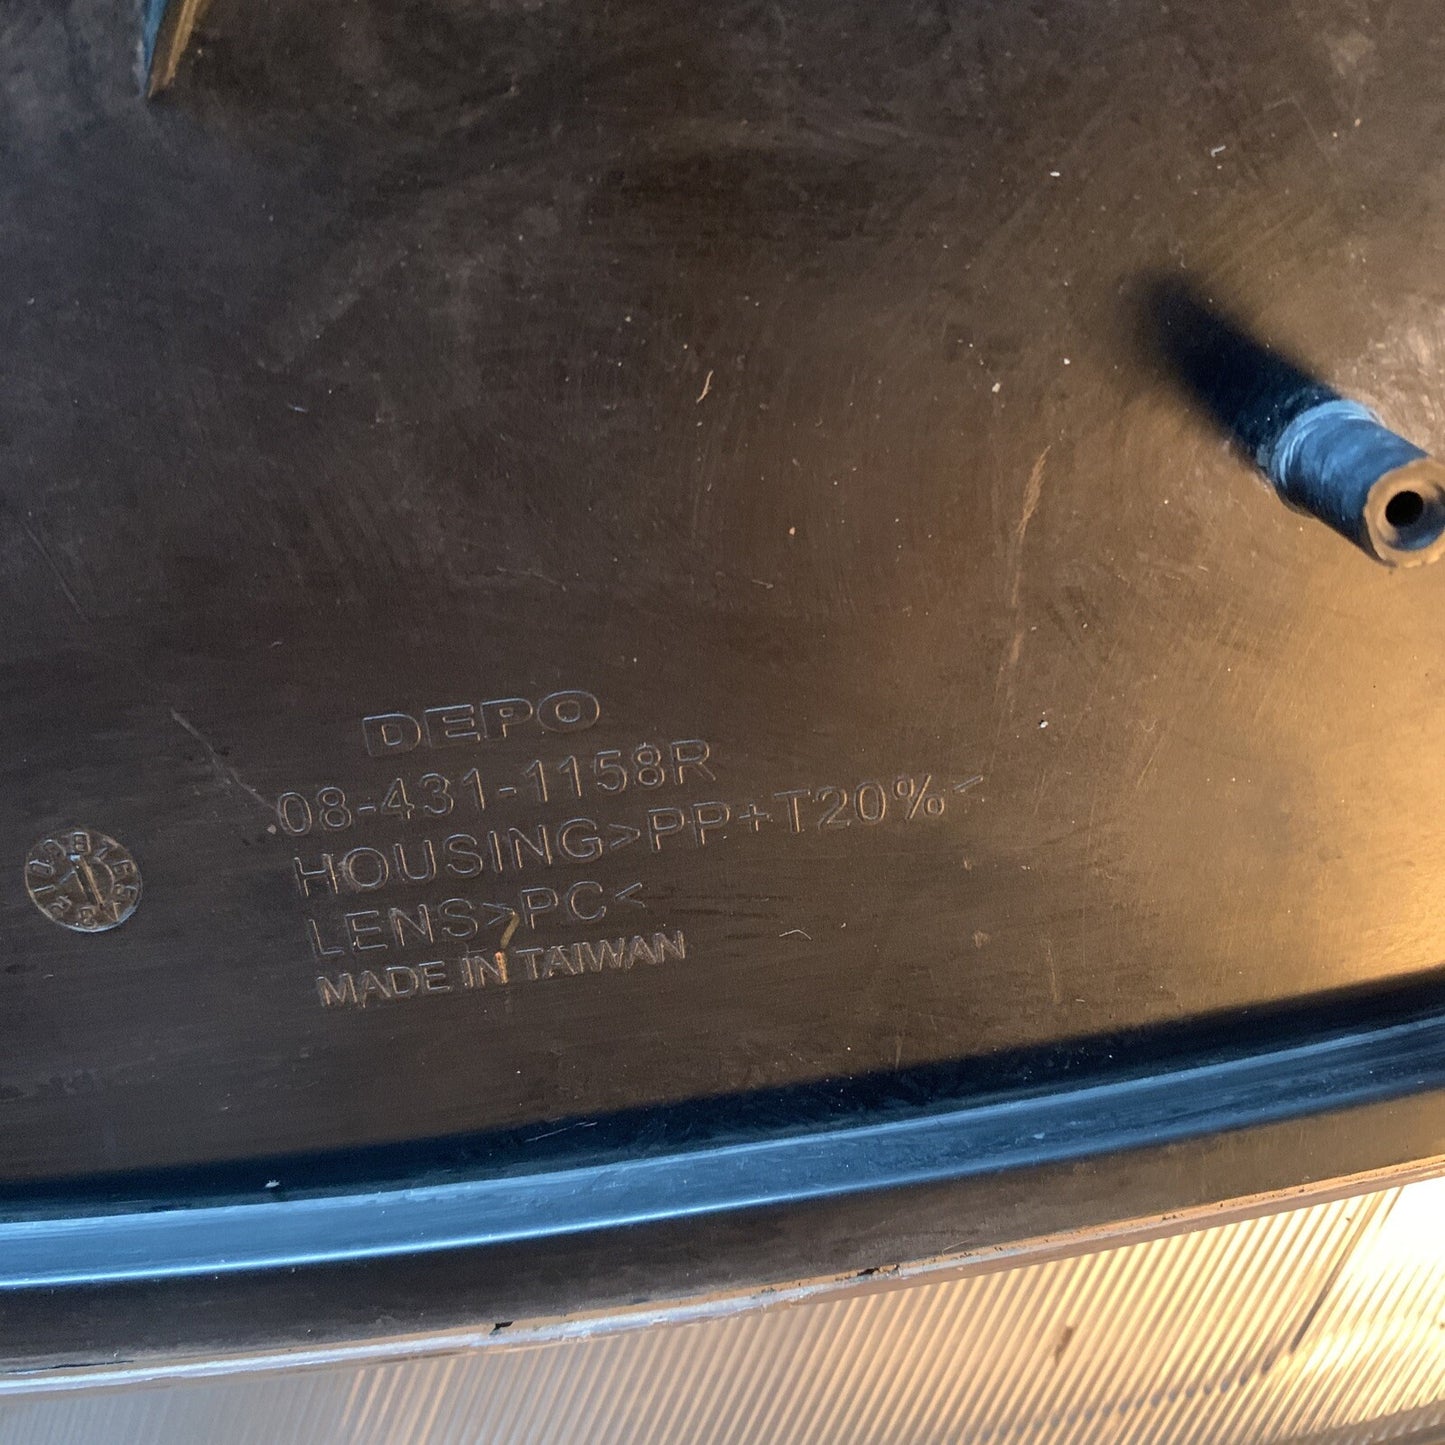 DEPO
08-431-1158R
HOUSING>PP+T20%<
LENS>PC<
MADE IN TAIWAN